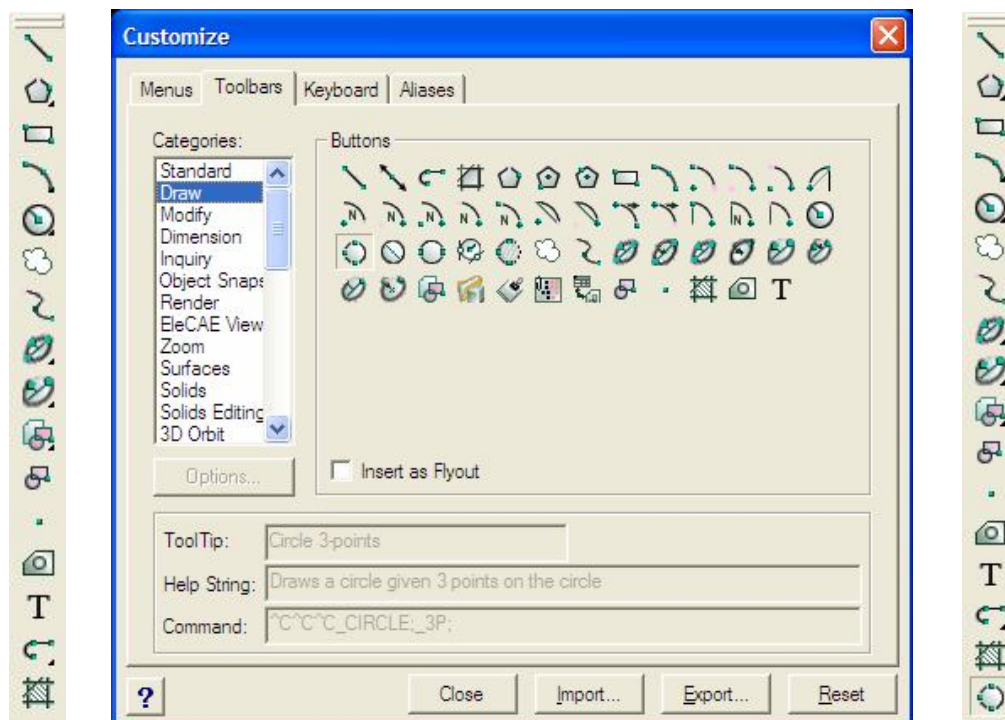 Customize
Menus Toolbars Keyboard Aliases
Categories:
Buttons
Standard
Draw
Modify
Dimension
Inquiry
Object Snaps
Render
EleCAE View
Zoom
Surfaces
Solids
Solids Editing
3D Orbit
N N N N N N
T
Options...
Insert as Flyout
ToolTip: Circle 3-points
Help String: Draws a circle given 3 points on the circle
Command: ^C^C^C_CIRCLE;_3P;
T
T
? Close Import... Export... Reset